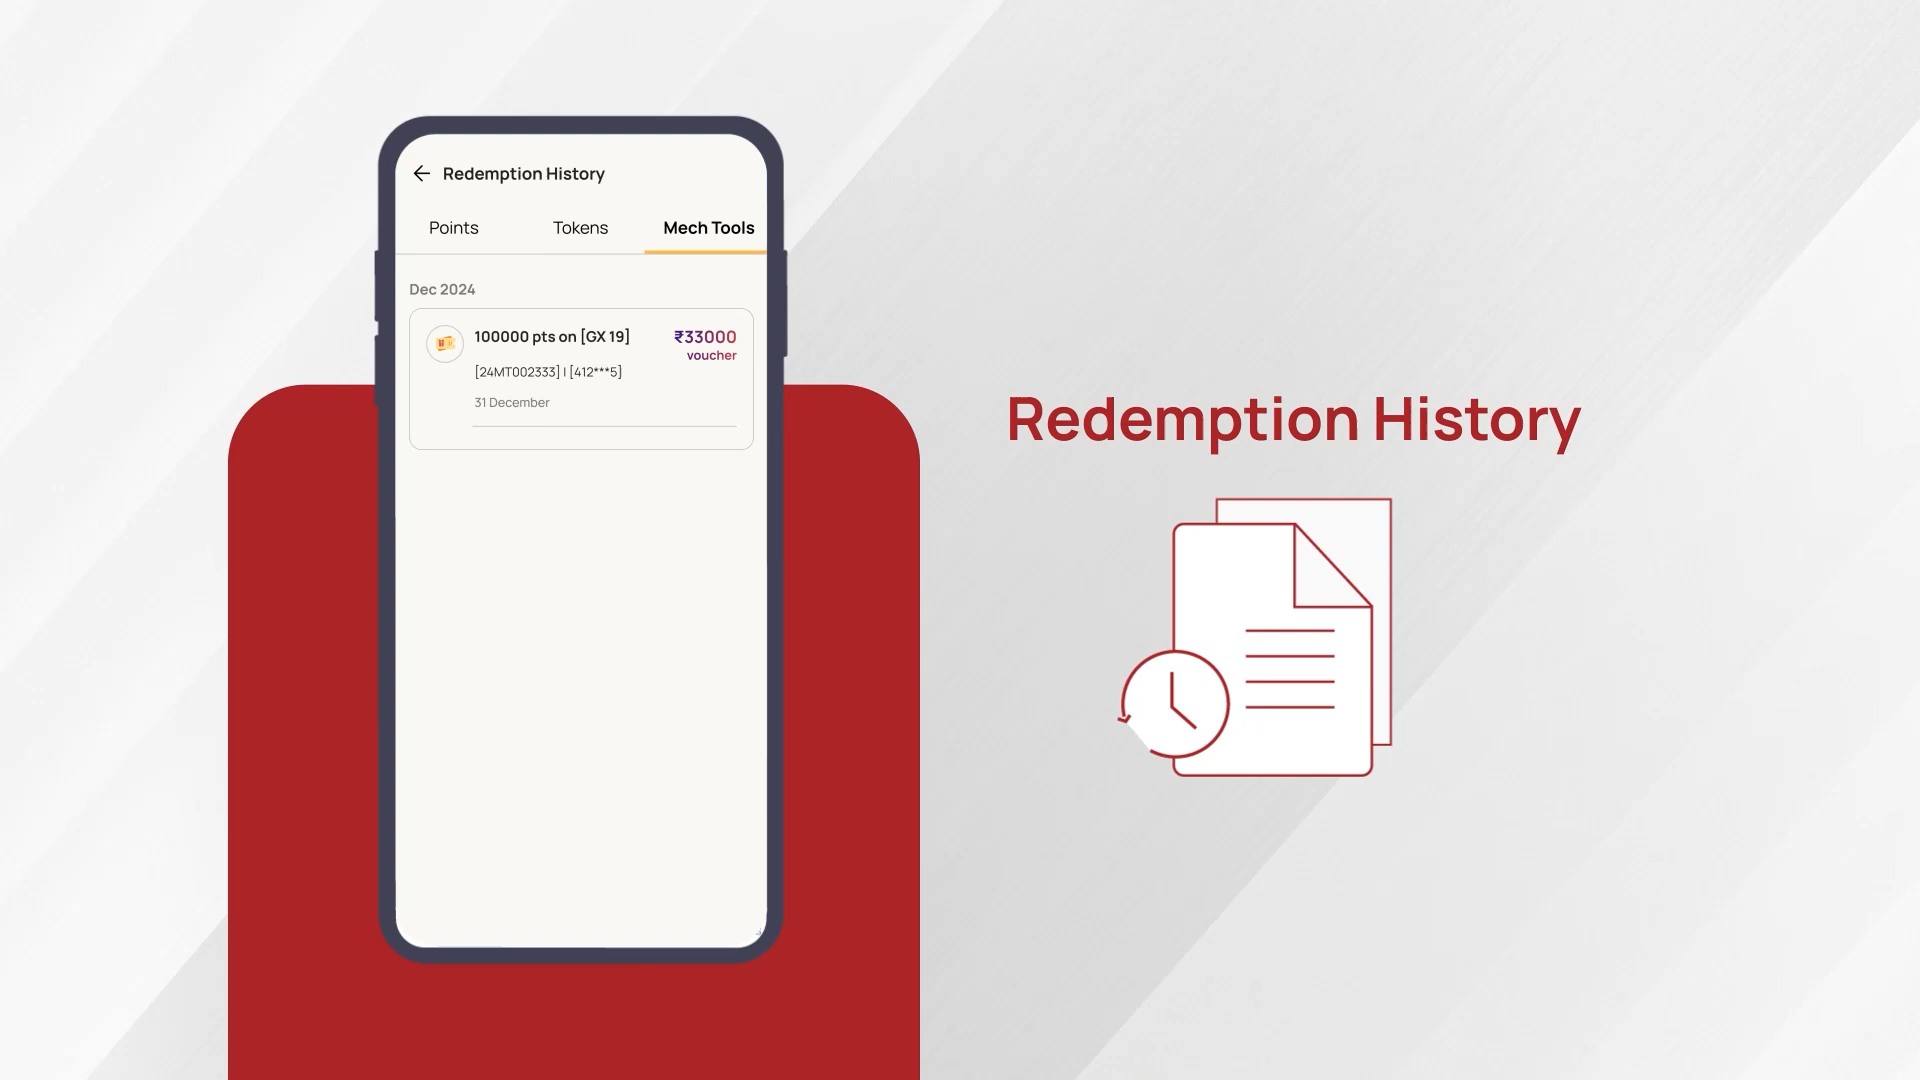 Redemption History
Points Tokens Mech Tools
Dec 2024
100000 pts on [GX 19] ₹33000
voucher
[24MT002333] | [412***5]
31 December
Redemption History